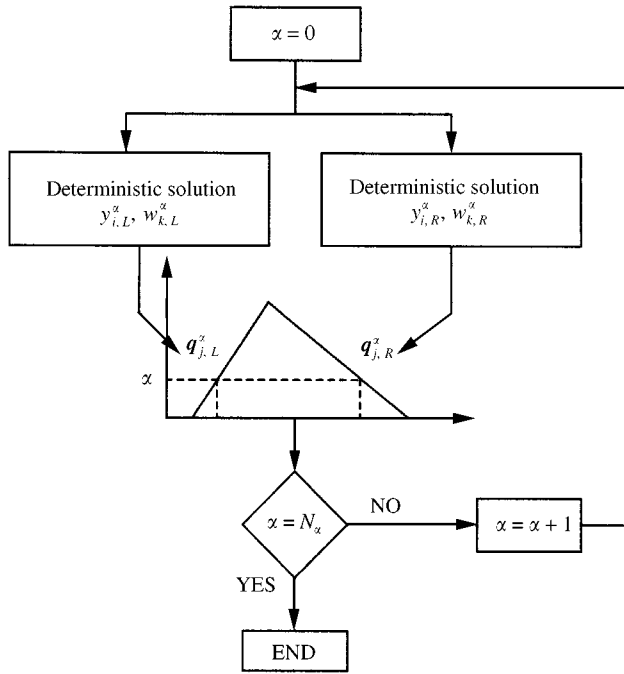 α = 0
Deterministic solution
y^α_{i,L}, w^α_{k,L}
Deterministic solution
y^α_{i,R}, w^α_{k,R}
q^α_{j,L}
q^α_{j,R}
α
α = N_α
NO
α = α + 1
YES
END